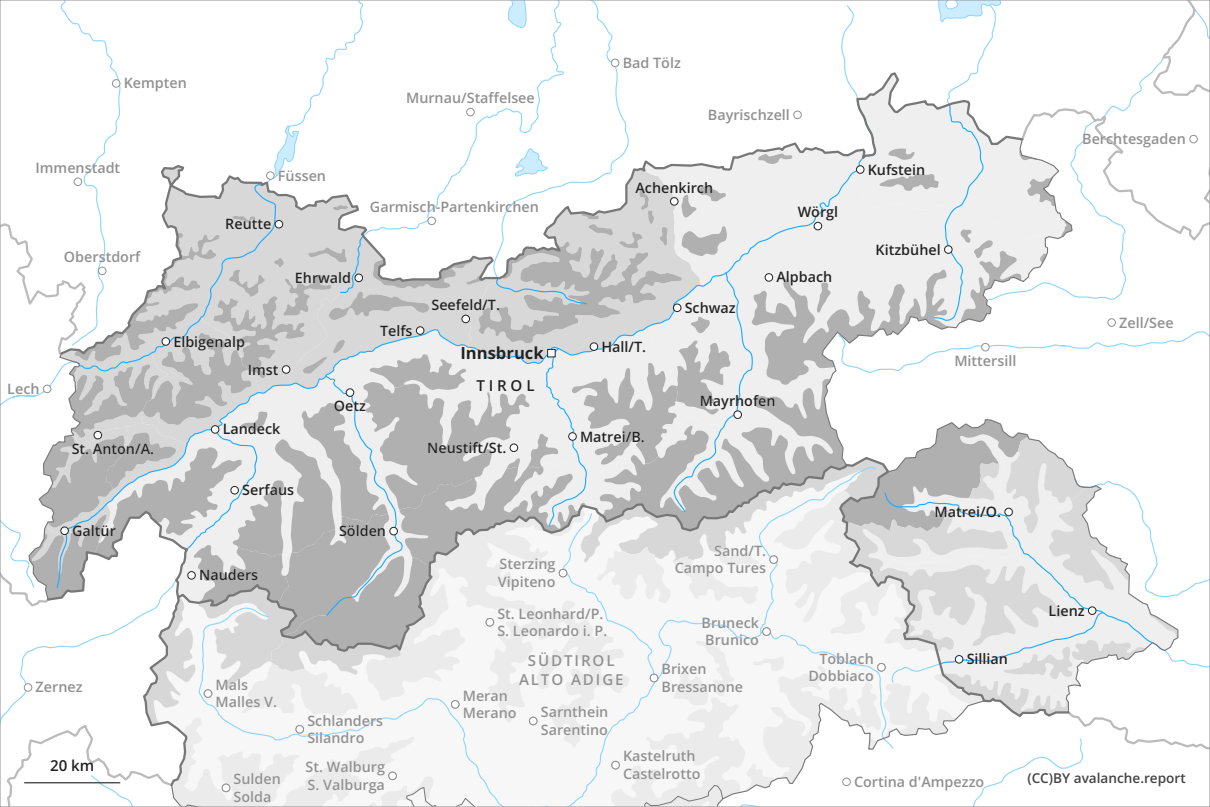 Kempten
Bad Tölz
Murnau/Staffelsee
Bayrischzell
Berchtesgaden
Immenstadt
Füssen
Kufstein
Achenkirch
Garmisch-Partenkirchen
Wörgl
Reutte
Kitzbühel
Oberstdorf
Ehrwald
Alpbach
Seefeld/T.
Schwaz
Telfs
Zell/See
Elbigenalp
Innsbruck
Hall/T.
Mittersill
Imst
TIROL
Lech
Oetz
Mayrhofen
Landeck
Matrei/B.
St. Anton/A.
Neustift/St.
Serfaus
Matrei/O.
Galtür
Sölden
Sand/T.
Campo Tures
Sterzing
Vipiteno
Nauders
Lienz
St. Leonhard/P.
S. Leonardo i. P.
Bruneck
Brunico
SÜDTIROL
ALTO ADIGE
Toblach
Dobbiaco
Sillian
Brixen
Bressanone
Zernez
Mals
Malles V.
Meran
Merano
Sarnthein
Sarentino
Schlanders
Silandro
Kastelruth
Castelrotto
20 km
St. Walburg
S. Valburga
Sulden
Solda
Cortina d'Ampezzo
(CC)BY avalanche.report